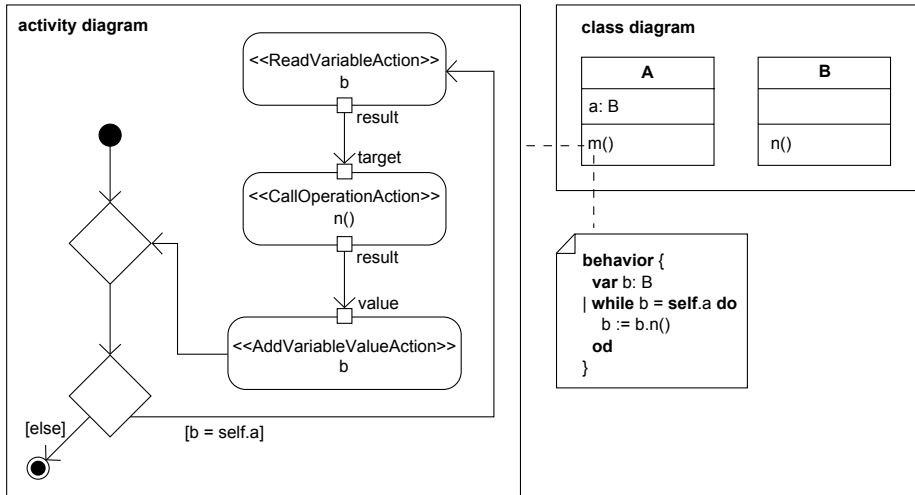 activity diagram
<<ReadVariableAction>>
b
result
target
<<CallOperationAction>>
n()
result
value
<<AddVariableValueAction>>
b
[else]
[b = self.a]
class diagram
A
a: B
m()
B
n()
behavior {
var b: B
| while b = self.a do
b := b.n()
od
}